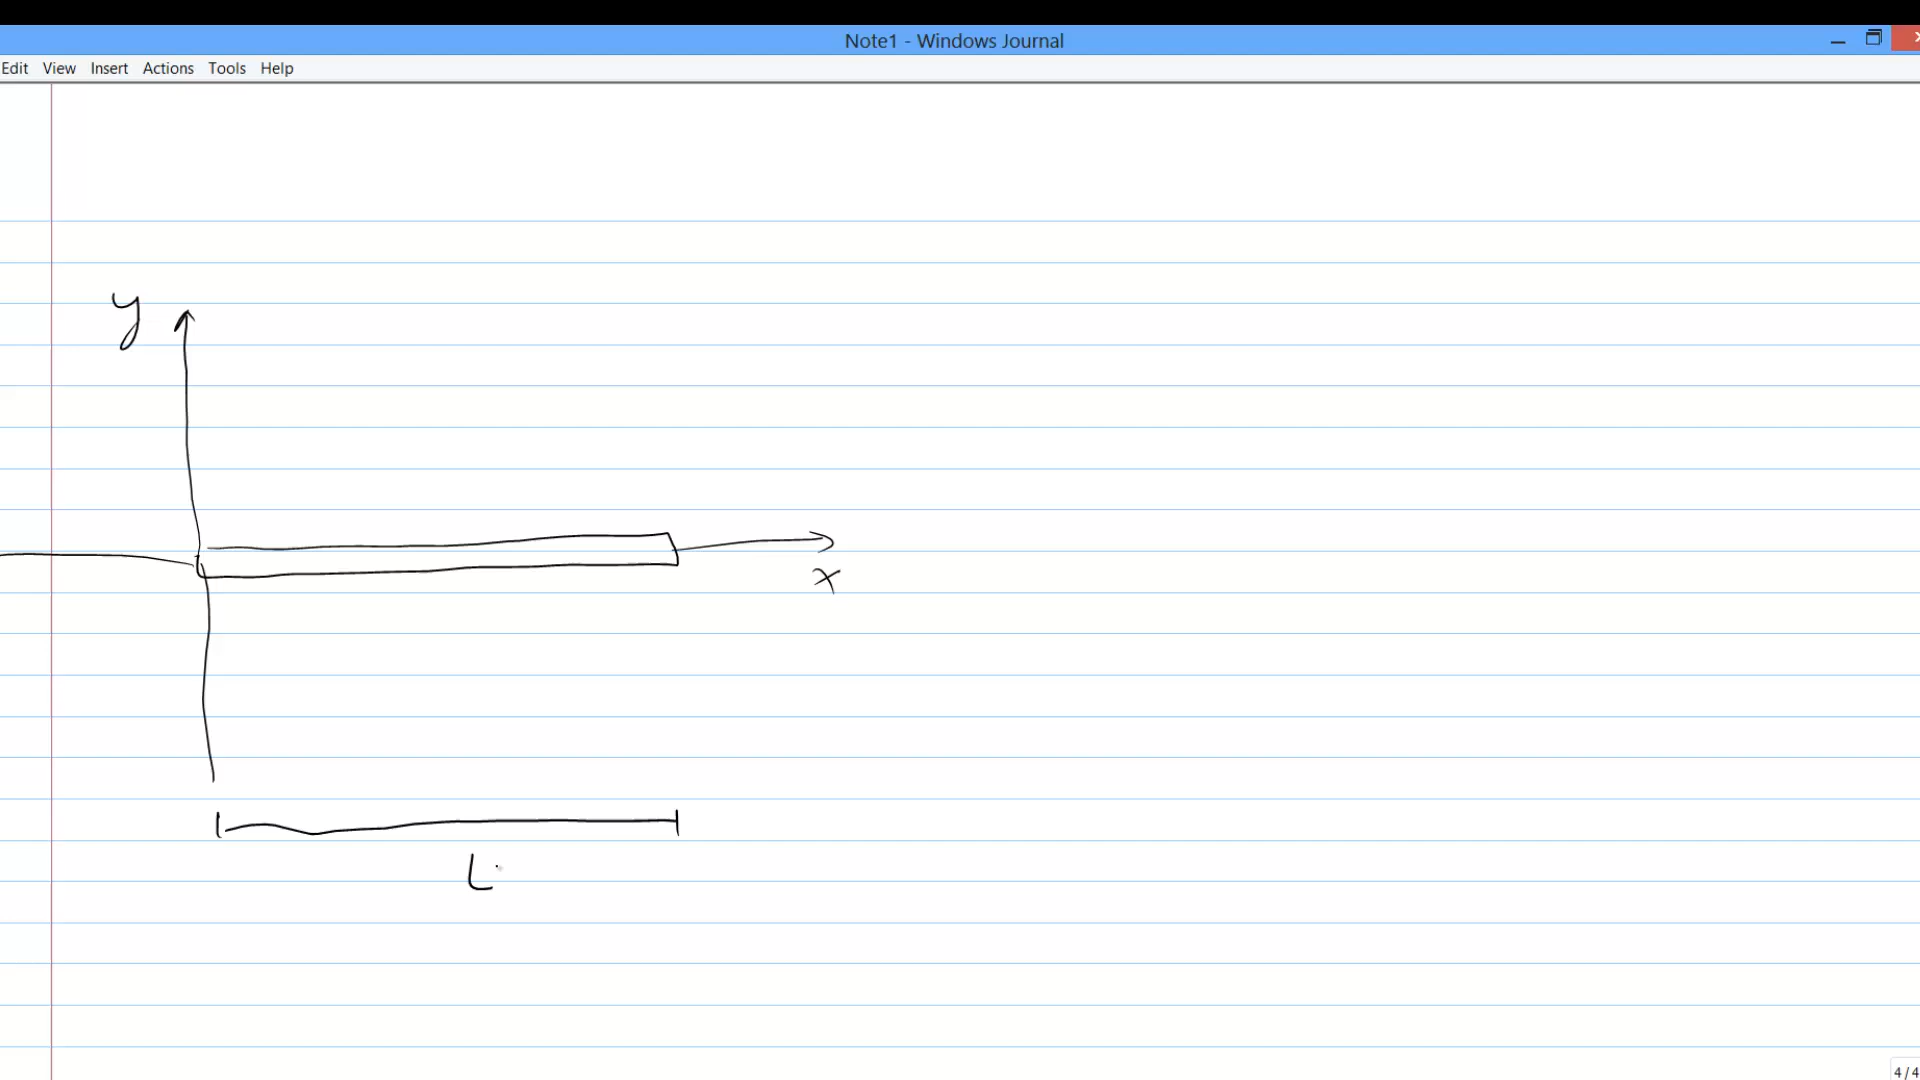 Note1 - Windows Journal
Edit View Insert Actions Tools Help
y
x
L
4 / 4